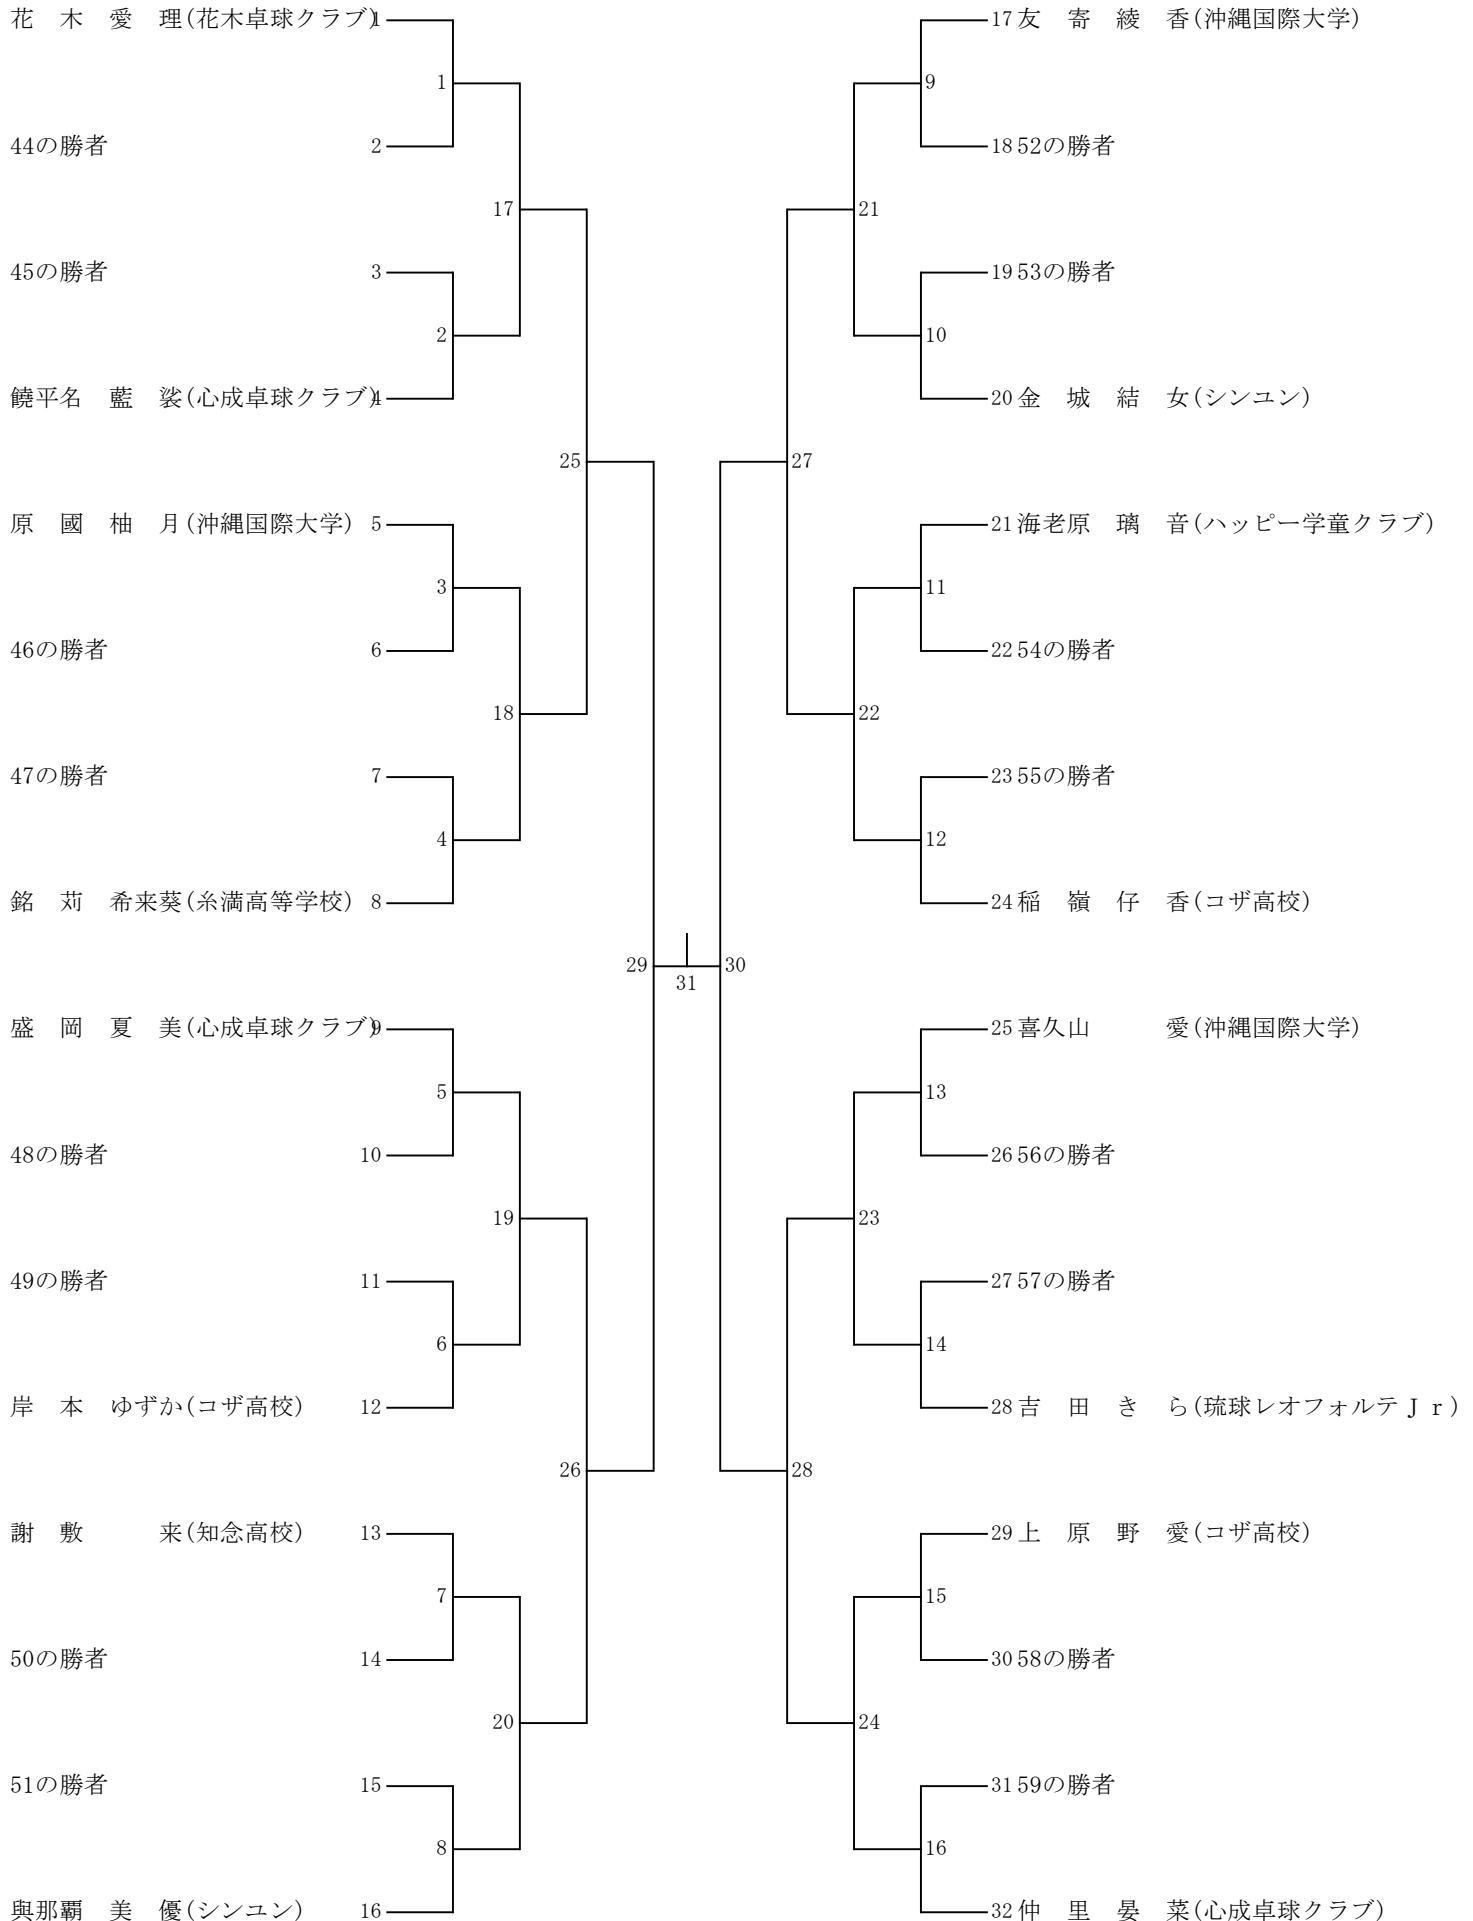 花　木　愛　理(花木卓球クラブ)1
1
44の勝者 2
17
45の勝者 3
2
饒平名　藍　裟(心成卓球クラブ)4
25
原　國　柚　月(沖縄国際大学) 5
3
46の勝者 6
18
47の勝者 7
4
銘　苅　希来葵(糸満高等学校) 8
29
31
盛　岡　夏　美(心成卓球クラブ)9
5
48の勝者 10
19
49の勝者 11
6
岸　本　ゆずか(コザ高校) 12
26
謝　敷　　　来(知念高校) 13
7
50の勝者 14
20
51の勝者 15
8
與那覇　美　優(シンユン) 16
17 友　寄　綾　香(沖縄国際大学)
9
18 52の勝者
21
19 53の勝者
10
20 金　城　結　女(シンユン)
27
21 海老原　璃　音(ハッピー学童クラブ)
11
22 54の勝者
22
23 55の勝者
12
24 稲　嶺　仔　香(コザ高校)
30
25 喜久山　　　愛(沖縄国際大学)
13
26 56の勝者
23
27 57の勝者
14
28 吉　田　き　ら(琉球レオフォルテＪｒ)
28
29 上　原　野　愛(コザ高校)
15
30 58の勝者
24
31 59の勝者
16
32 仲　里　晏　菜(心成卓球クラブ)